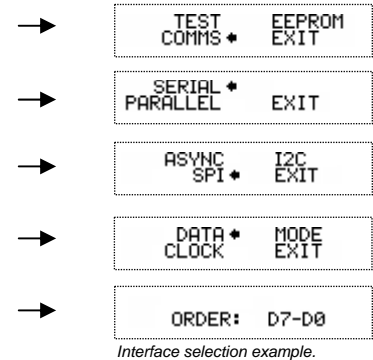 TEST EEPROM
COMMS EXIT
SERIAL
PARALLEL EXIT
ASYNC I2C
SPI EXIT
DATA MODE
CLOCK EXIT
ORDER: D7-D0
Interface selection example.